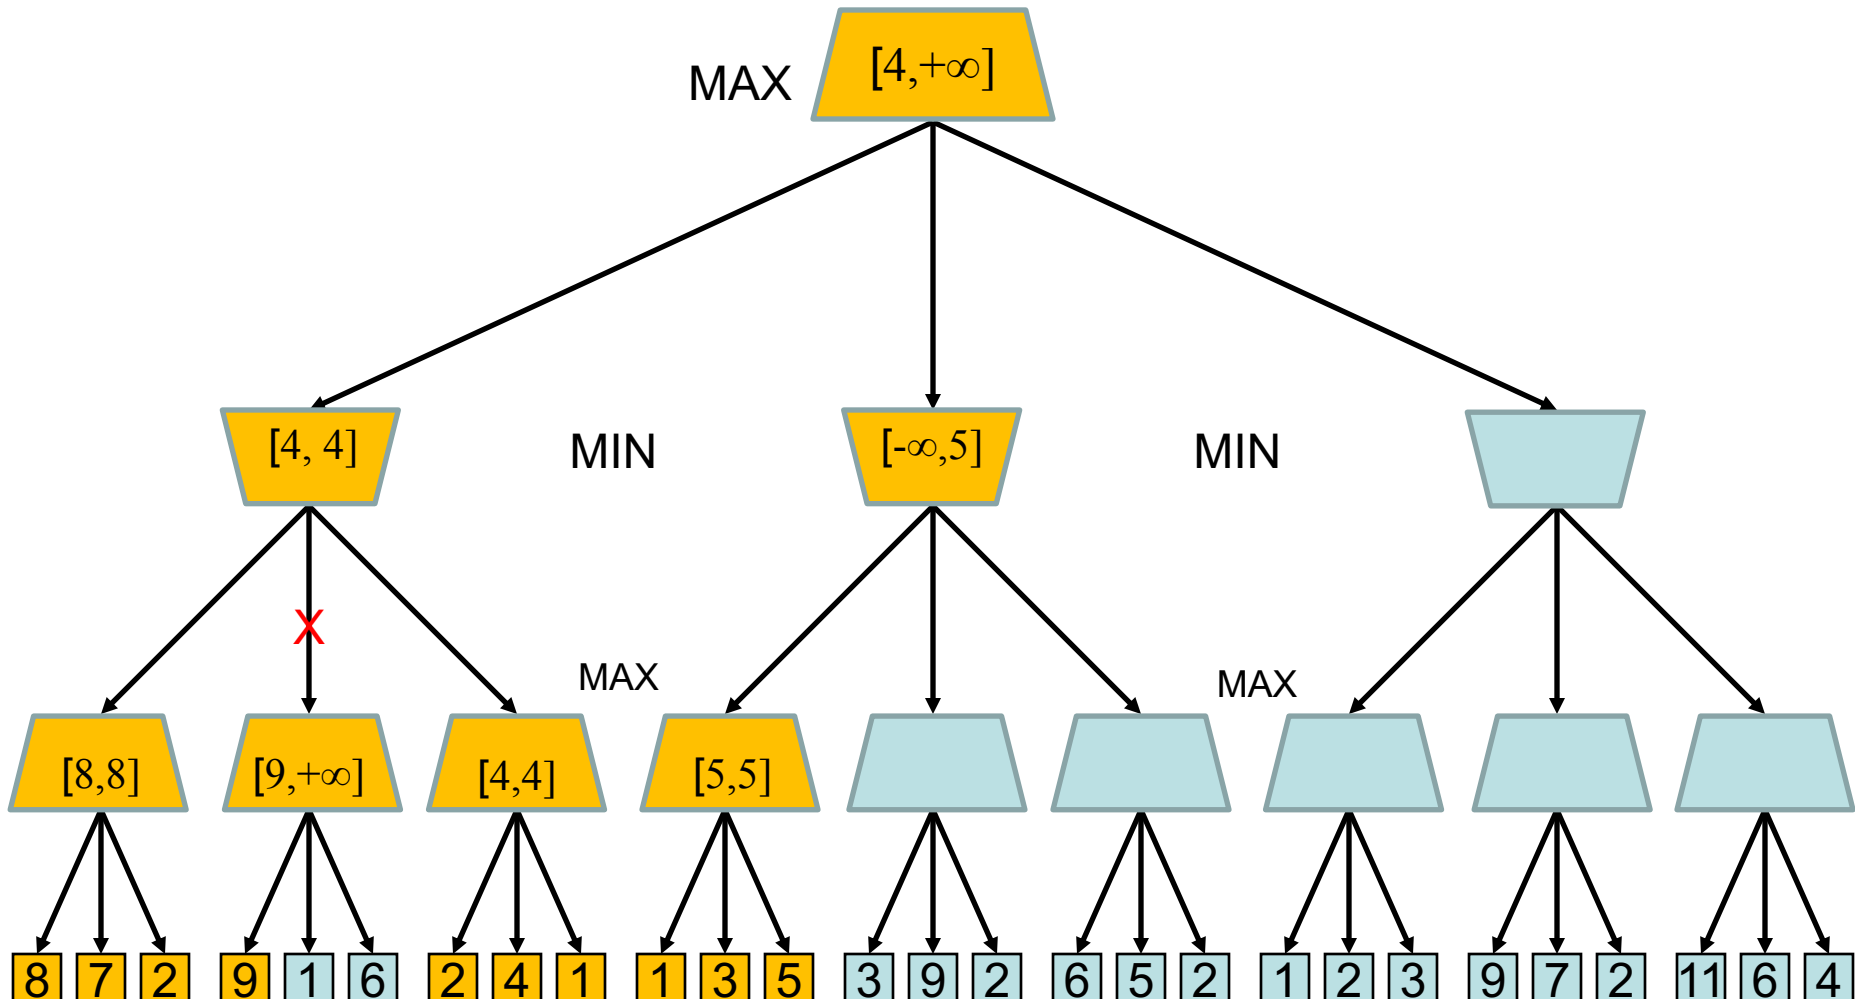 MAX [4,+∞]
[4, 4] MIN [-∞,5] MIN
X
MAX MAX
[8,8] [9,+∞] [4,4] [5,5]
8 7 2 9 1 6 2 4 1 1 3 5 3 9 2 6 5 2 1 2 3 9 7 2 11 6 4